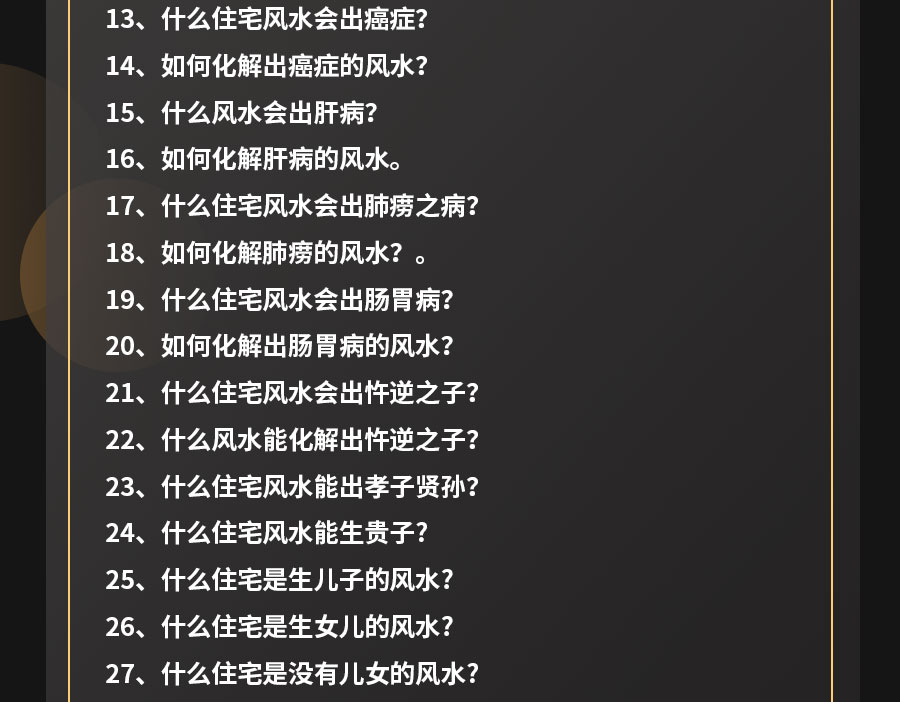 13、什么住宅风水会出癌症？
14、如何化解出癌症的风水？
15、什么风水会出肝病？
16、如何化解肝病的风水。
17、什么住宅风水会出肺痨之病？
18、如何化解肺痨的风水？。
19、什么住宅风水会出肠胃病？
20、如何化解出肠胃病的风水？
21、什么住宅风水会出忤逆之子？
22、什么风水能化解出忤逆之子？
23、什么住宅风水能出孝子贤孙？
24、什么住宅风水能生贵子?
25、什么住宅是生儿子的风水?
26、什么住宅是生女儿的风水?
27、什么住宅是没有儿女的风水?